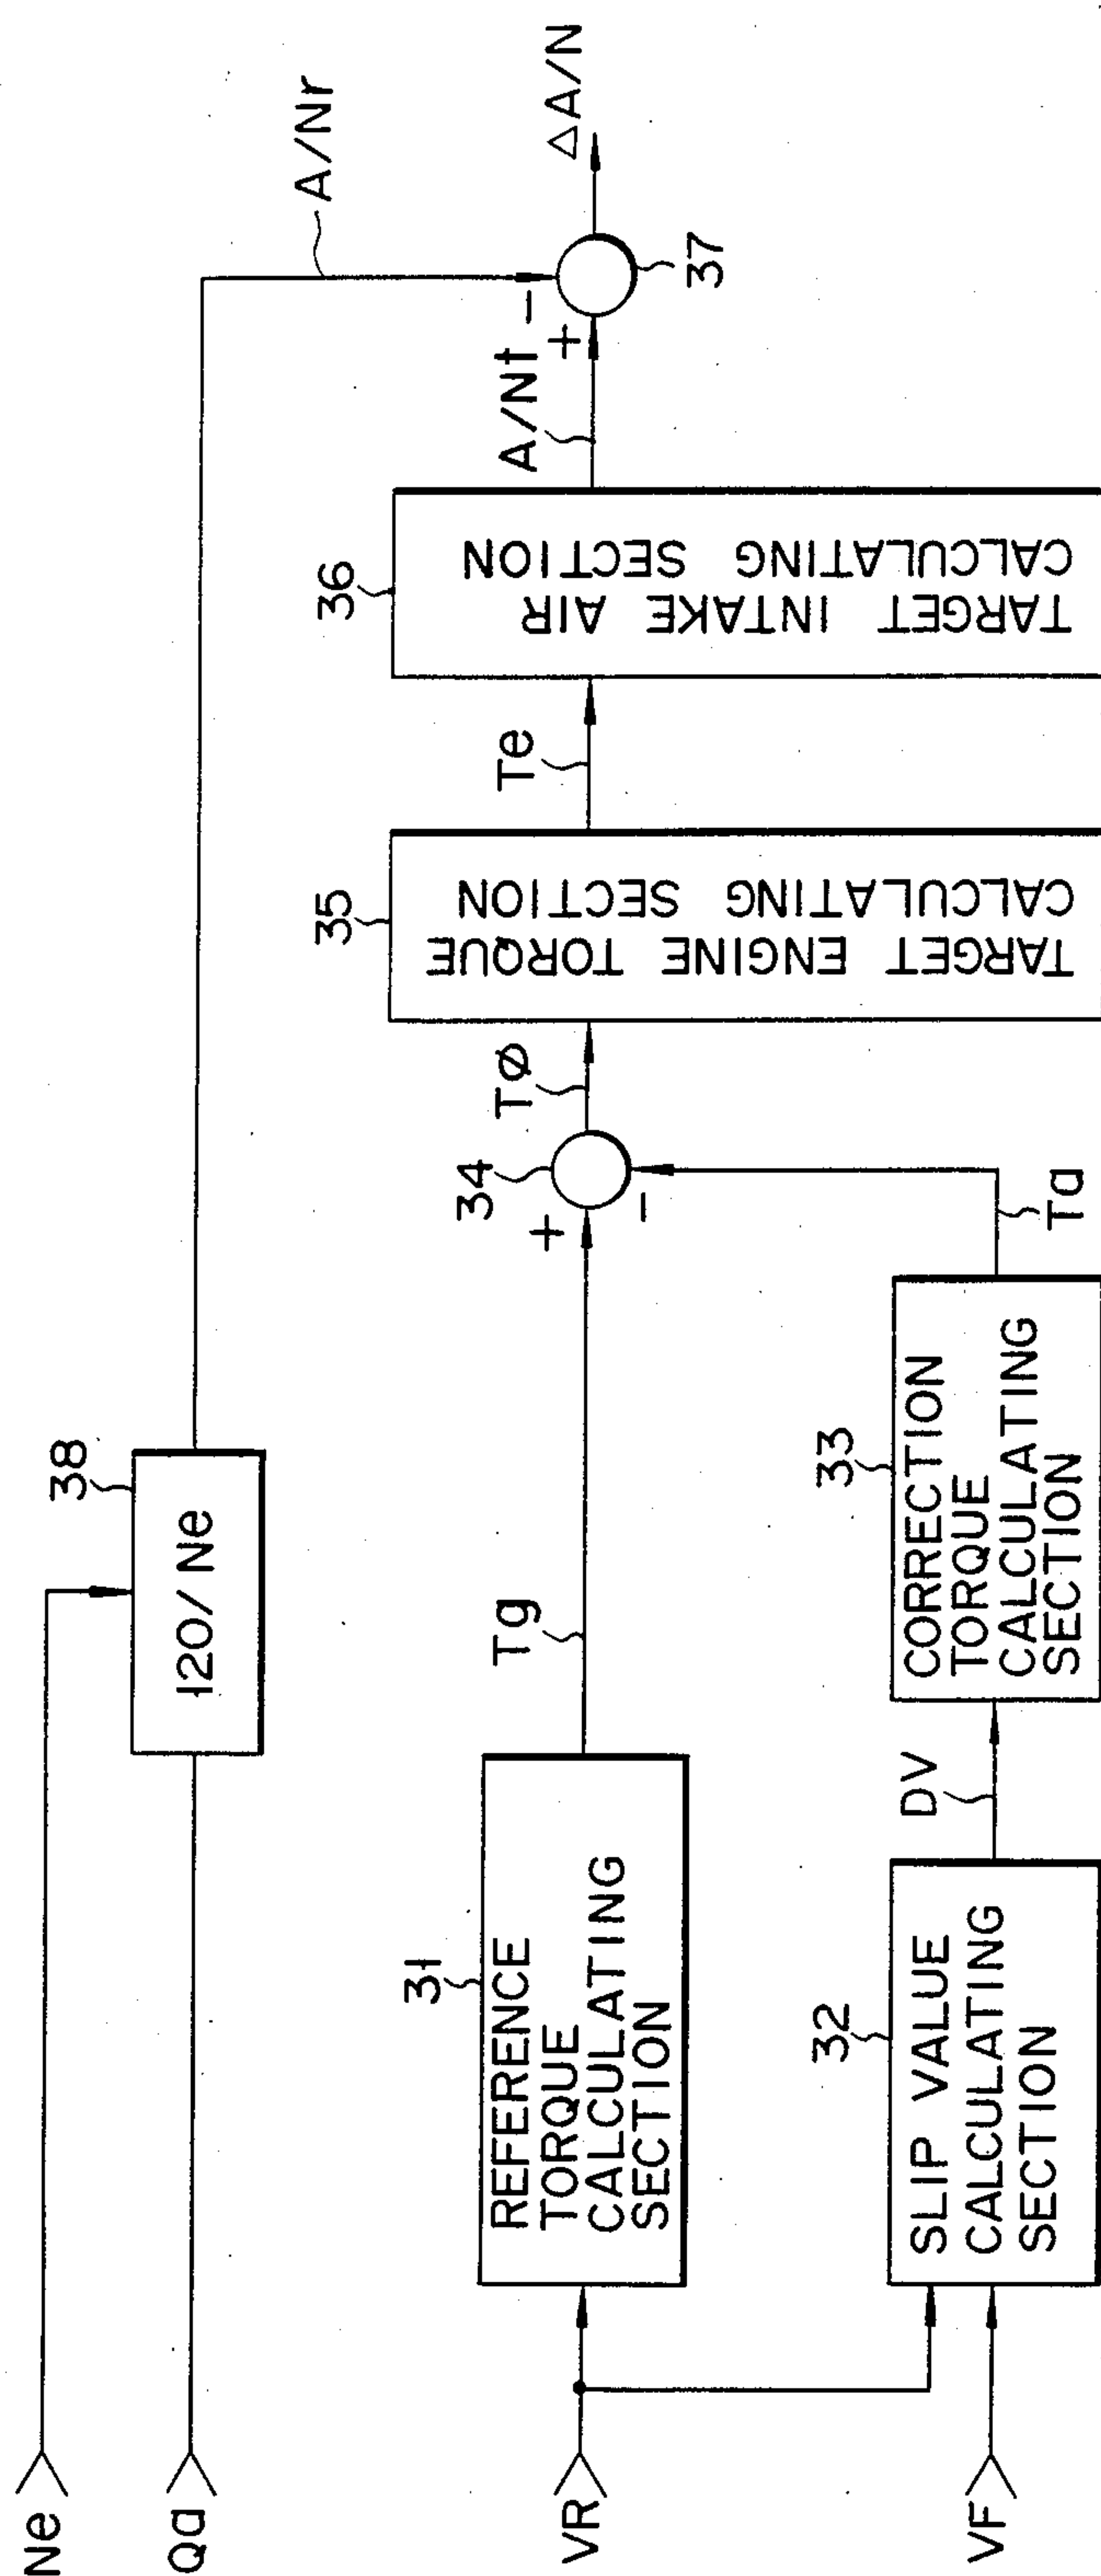 Ne
Qa
38
120/Ne
A/Nr
VR
31
REFERENCE
TORQUE
CALCULATING
SECTION
Tg
34
+
-
TØ
35
TARGET ENGINE TORQUE
CALCULATING SECTION
Te
36
TARGET INTAKE AIR
CALCULATING SECTION
A/Nt
+
-
37
△A/N
VF
32
SLIP VALUE
CALCULATING
SECTION
DV
33
CORRECTION
TORQUE
CALCULATING
SECTION
Ta